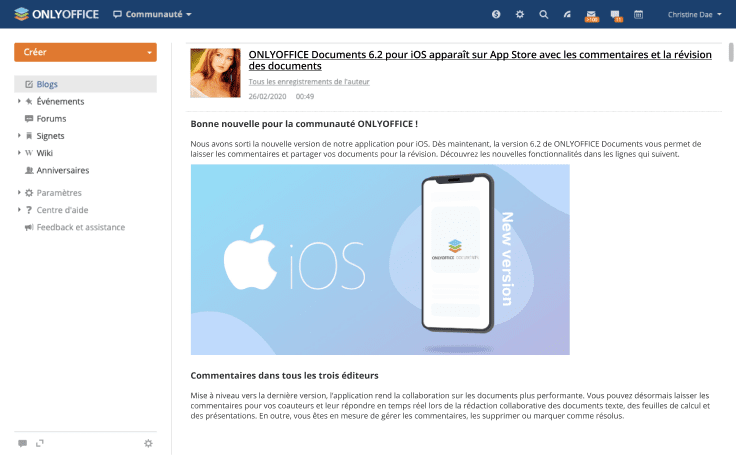 ONLYOFFICE
Communauté
>100
11
Christine Dae
Créer
Blogs
Événements
Forums
Signets
W Wiki
Anniversaires
Paramètres
? Centre d'aide
Feedback et assistance
ONLYOFFICE Documents 6.2 pour iOS apparaît sur App Store avec les commentaires et la révision
des documents
Tous les enregistrements de l'auteur
26/02/2020 00:49
Bonne nouvelle pour la communauté ONLYOFFICE !
Nous avons sorti la nouvelle version de notre application pour iOS. Dès maintenant, la version 6.2 de ONLYOFFICE Documents vous permet de
laisser les commentaires et partager vos documents pour la révision. Découvrez les nouvelles fonctionnalités dans les lignes qui suivent.
iOS
ONLYOFFICE DOCUMENTS
New version
Commentaires dans tous les trois éditeurs
Mise à niveau vers la dernière version, l'application rend la collaboration sur les documents plus performante. Vous pouvez désormais laisser les
commentaires pour vos coauteurs et leur répondre en temps réel lors de la rédaction collaborative des documents texte, des feuilles de calcul et
des présentations. En outre, vous êtes en mesure de gérer les commentaires, les supprimer ou marquer comme résolus.